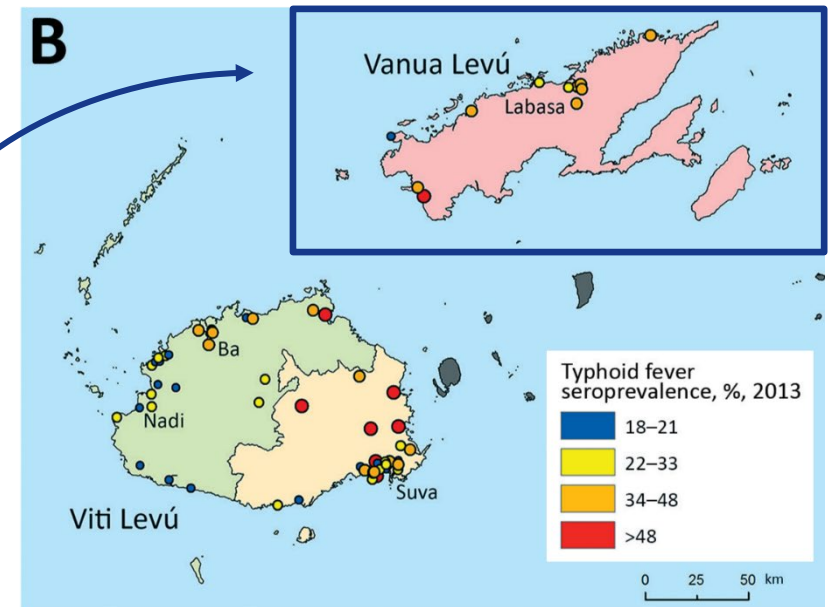 B
Vanua Levú
Labasa
Ba
Nadi
Suva
Viti Levú
Typhoid fever
seroprevalence, %, 2013
18–21
22–33
34–48
>48
0 25 50 km